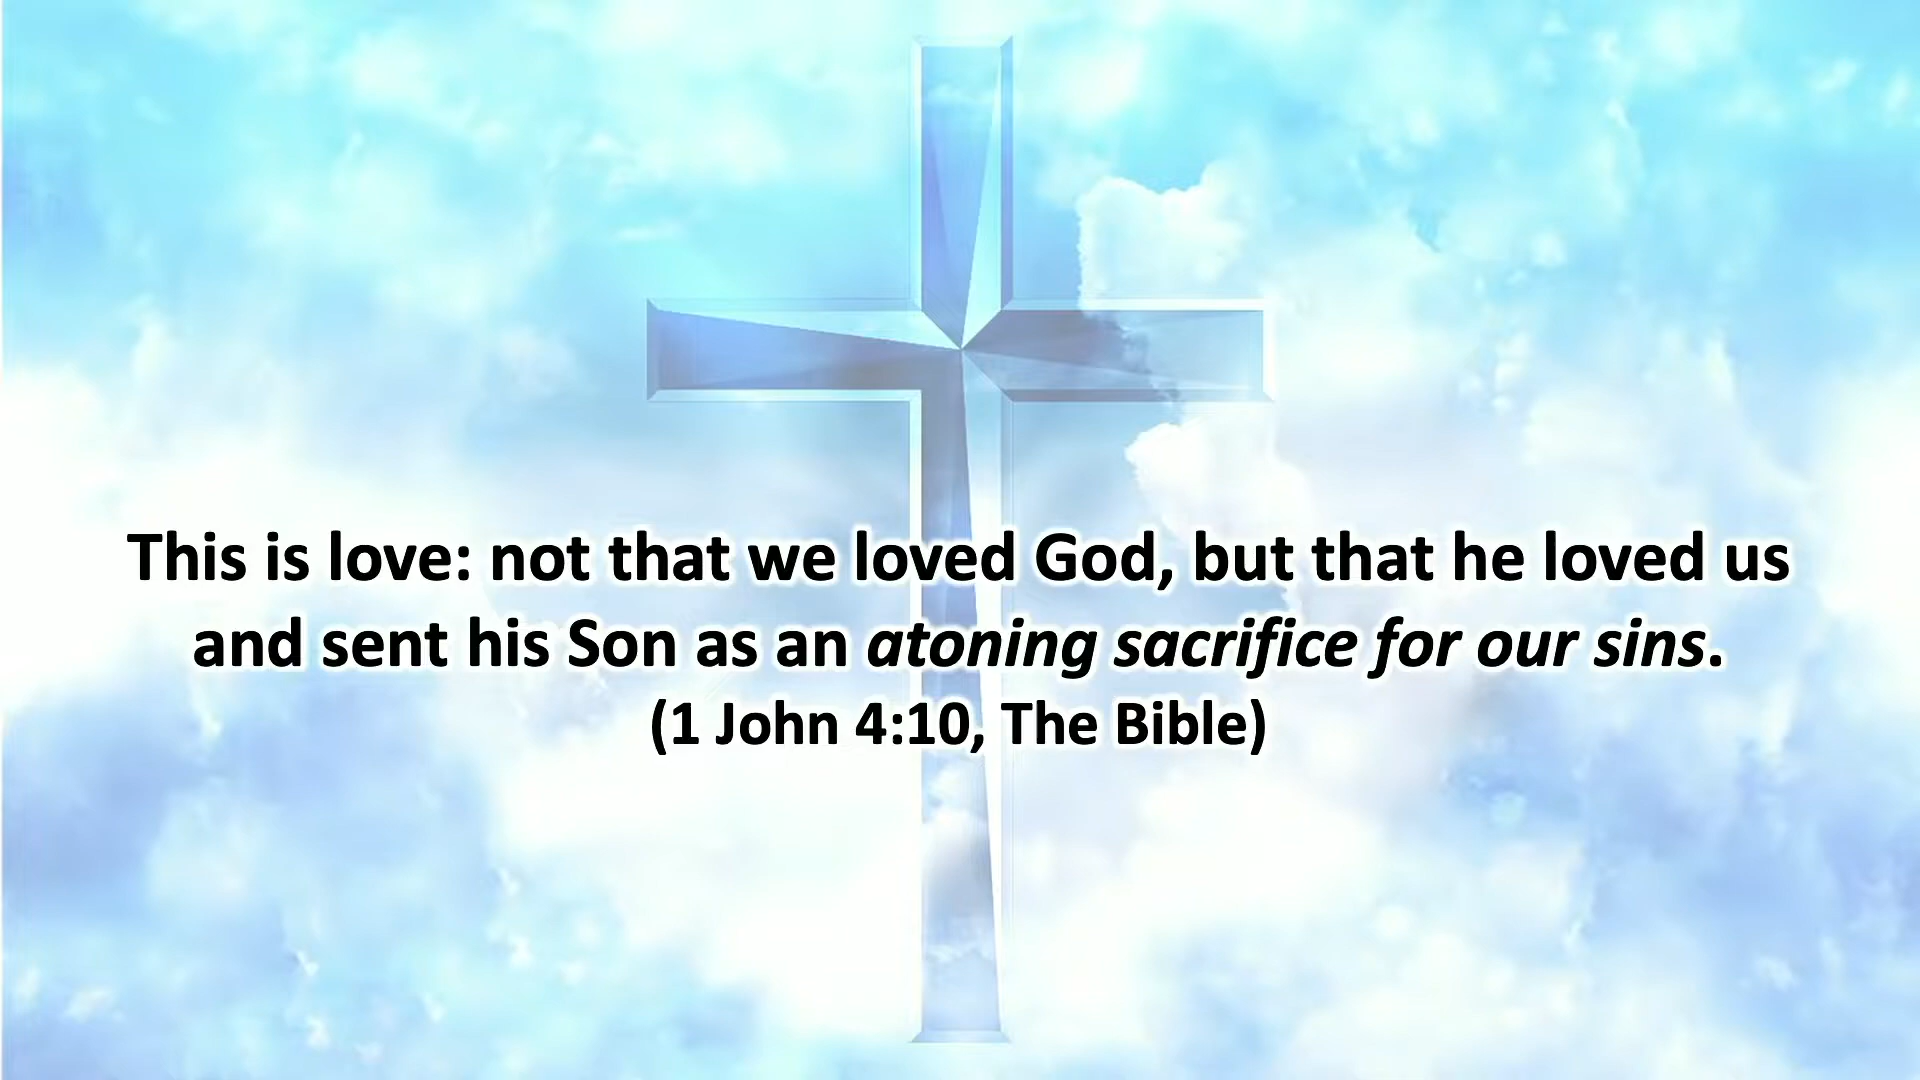 This is love: not that we loved God, but that he loved us
and sent his Son as an atoning sacrifice for our sins.
(1 John 4:10, The Bible)